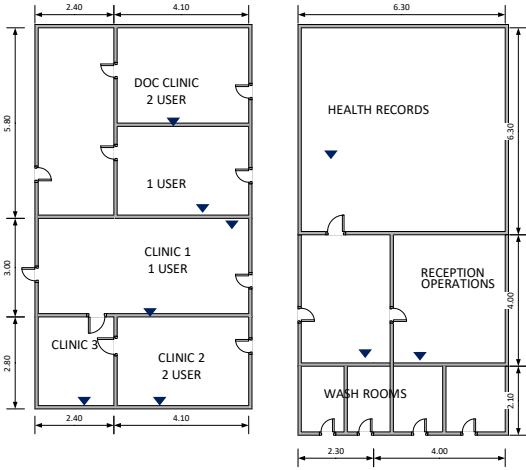 2.40
4.10
6.30
DOC CLINIC
2 USER
HEALTH RECORDS
5.80
6.30
1 USER
CLINIC 1
1 USER
3.00
RECEPTION
OPERATIONS
4.00
CLINIC 3
CLINIC 2
2 USER
2.80
WASH ROOMS
2.10
2.40
4.10
2.30
4.00